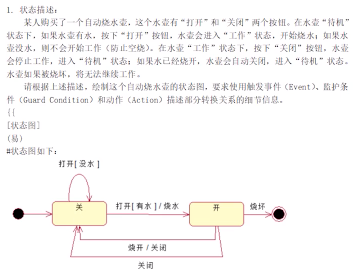 1. 状态描述:
某人购买了一个自动烧水壶，这个水壶有“打开”和“关闭”两个按钮。在水壶“待机”
状态下，如果水壶有水，按下“打开”按钮，水壶会进入“工作”状态，开始烧水；如果水
壶没水，则不会开始工作（防止空烧）。在水壶“工作”状态下，按下“关闭”按钮，水壶
会停止工作，进入“待机”状态；如果水已经烧开，水壶会自动关闭，进入“待机”状态。
水壶如果被烧坏，将无法继续工作。
请根据上述描述，绘制这个自动烧水壶的状态图，要求使用触发事件（Event）、监护条
件（Guard Condition）和动作（Action）描述部分转换关系的细节信息。
{{
[状态图]
(易)
#状态图如下:
打开[ 没水 ]
关
打开[ 有水 ] / 烧水
开
烧坏
烧开 / 关闭
关闭